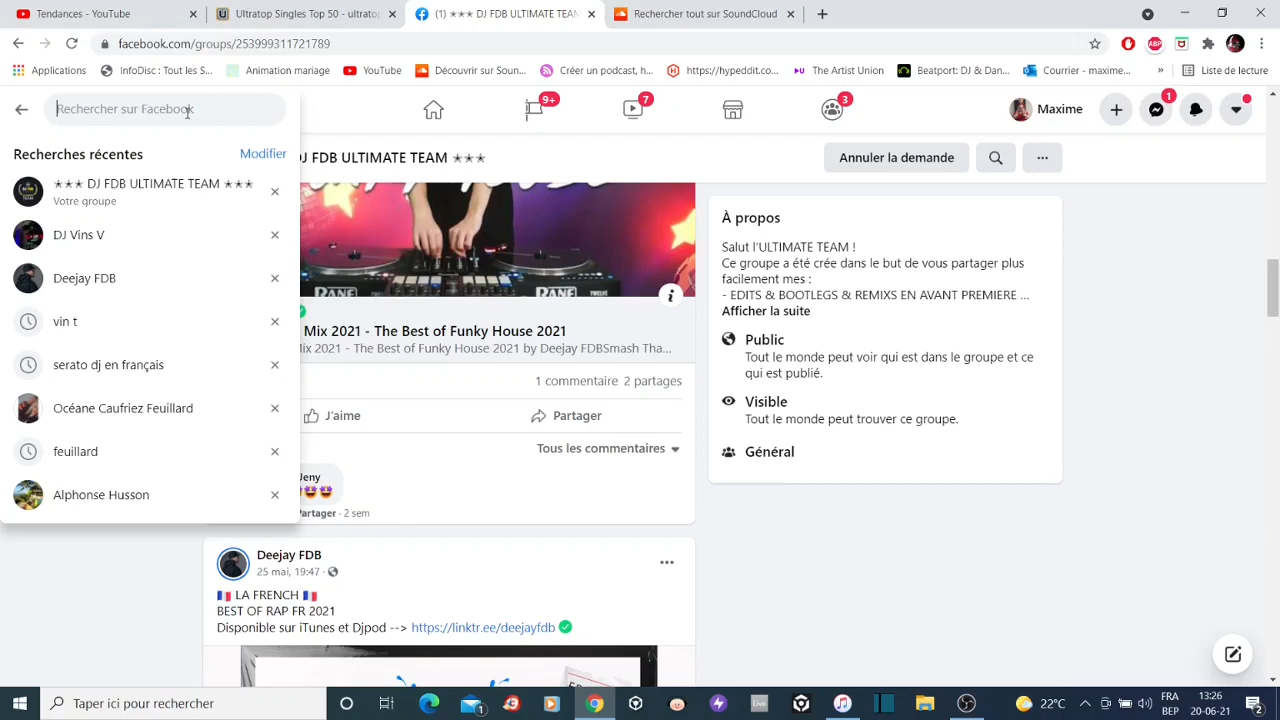 Tendances - YouTube
Ultratop Singles Top 50 - ultratop
(1) ★★★ DJ FDB ULTIMATE TEAM
Rechercher tout sur SoundCloud
facebook.com/groups/253999311721789
ABP
Applications
InfoDisc : Tout les S...
Animation mariage
YouTube
Découvrir sur Soun...
Créer un podcast, h...
https://hypeddit.co...
The Artist Union
Beatport: DJ & Dan...
Courrier - maxime...
»
Liste de lecture
Rechercher sur Facebook
9+
7
3
Maxime
1
Recherches récentes
Modifier
★★★ DJ FDB ULTIMATE TEAM ★★★
Votre groupe
DJ Vins V
Deejay FDB
vin t
serato dj en français
Océane Caufriez Feuillard
feuillard
Alphonse Husson
DJ FDB ULTIMATE TEAM ★★★
Annuler la demande
RANE
TWELVE
RANE
Mix 2021 - The Best of Funky House 2021
Mix 2021 - The Best of Funky House 2021 by Deejay FDBSmash Tha...
1 commentaire 2 partages
J'aime
Partager
Tous les commentaires
Jeny
Partager · 2 sem
Deejay FDB
25 mai, 19:47 ·
LA FRENCH
BEST OF RAP FR 2021
Disponible sur iTunes et Djpod --> https://linktr.ee/deejayfdb
À propos
Salut l'ULTIMATE TEAM !
Ce groupe a été crée dans le but de vous partager plus
facilement mes :
- EDITS & BOOTLEGS & REMIXS EN AVANT PREMIERE ...
Afficher la suite
Public
Tout le monde peut voir qui est dans le groupe et ce
qui est publié.
Visible
Tout le monde peut trouver ce groupe.
Général
Taper ici pour rechercher
1
Live
22°C
FRA
BEP
13:26
20-06-21
2